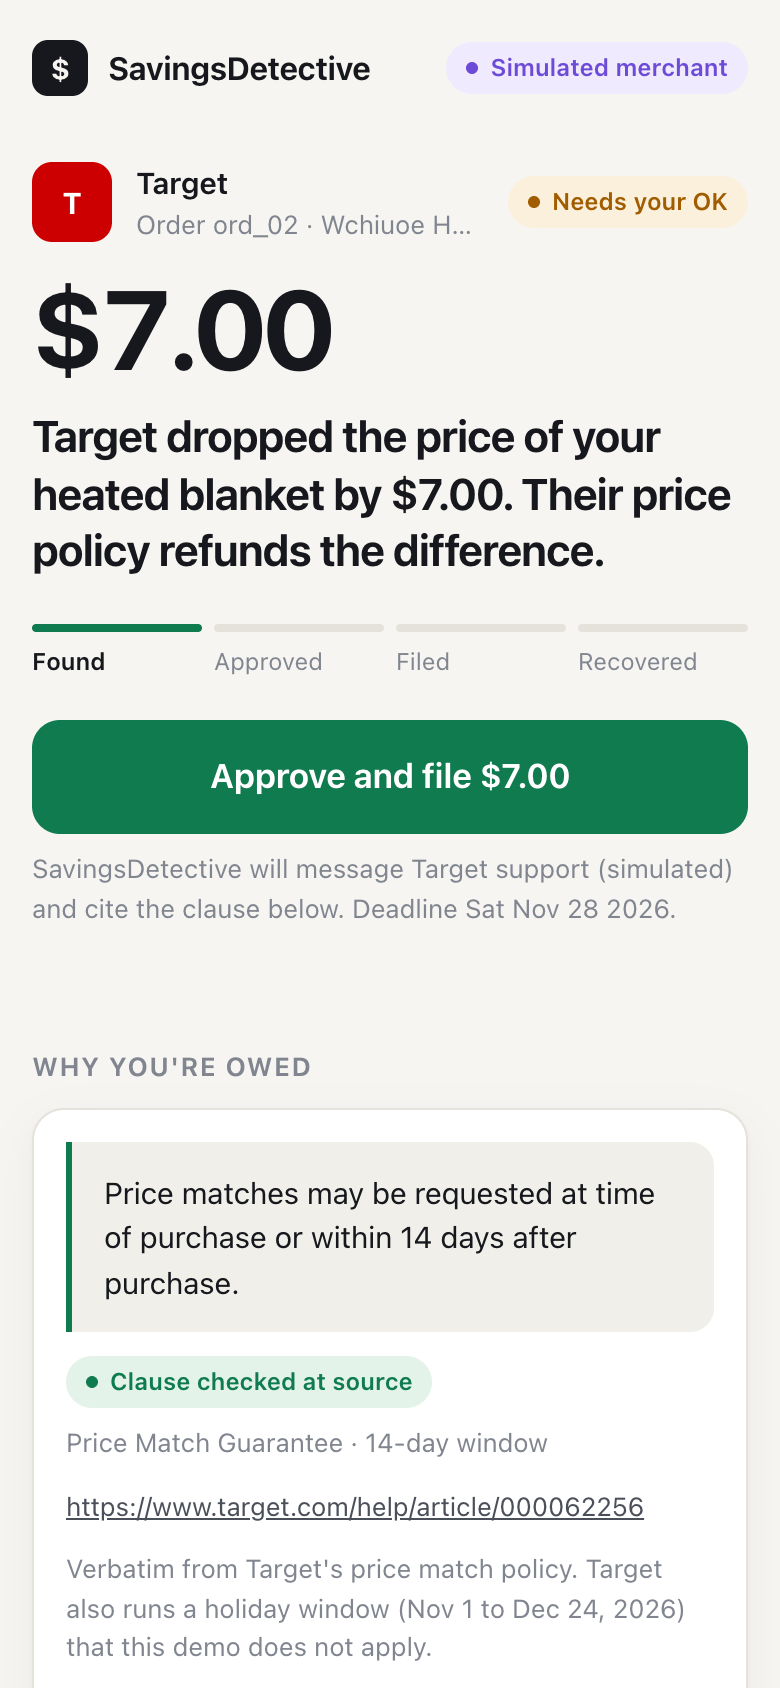 $ SavingsDetective
Simulated merchant
T
Target
Order ord_02 · Wchiuoe H...
Needs your OK
$7.00
Target dropped the price of your
heated blanket by $7.00. Their price
policy refunds the difference.
Found
Approved
Filed
Recovered
Approve and file $7.00
SavingsDetective will message Target support (simulated)
and cite the clause below. Deadline Sat Nov 28 2026.
WHY YOU'RE OWED
Price matches may be requested at time
of purchase or within 14 days after
purchase.
Clause checked at source
Price Match Guarantee · 14-day window
https://www.target.com/help/article/000062256
Verbatim from Target's price match policy. Target
also runs a holiday window (Nov 1 to Dec 24, 2026)
that this demo does not apply.